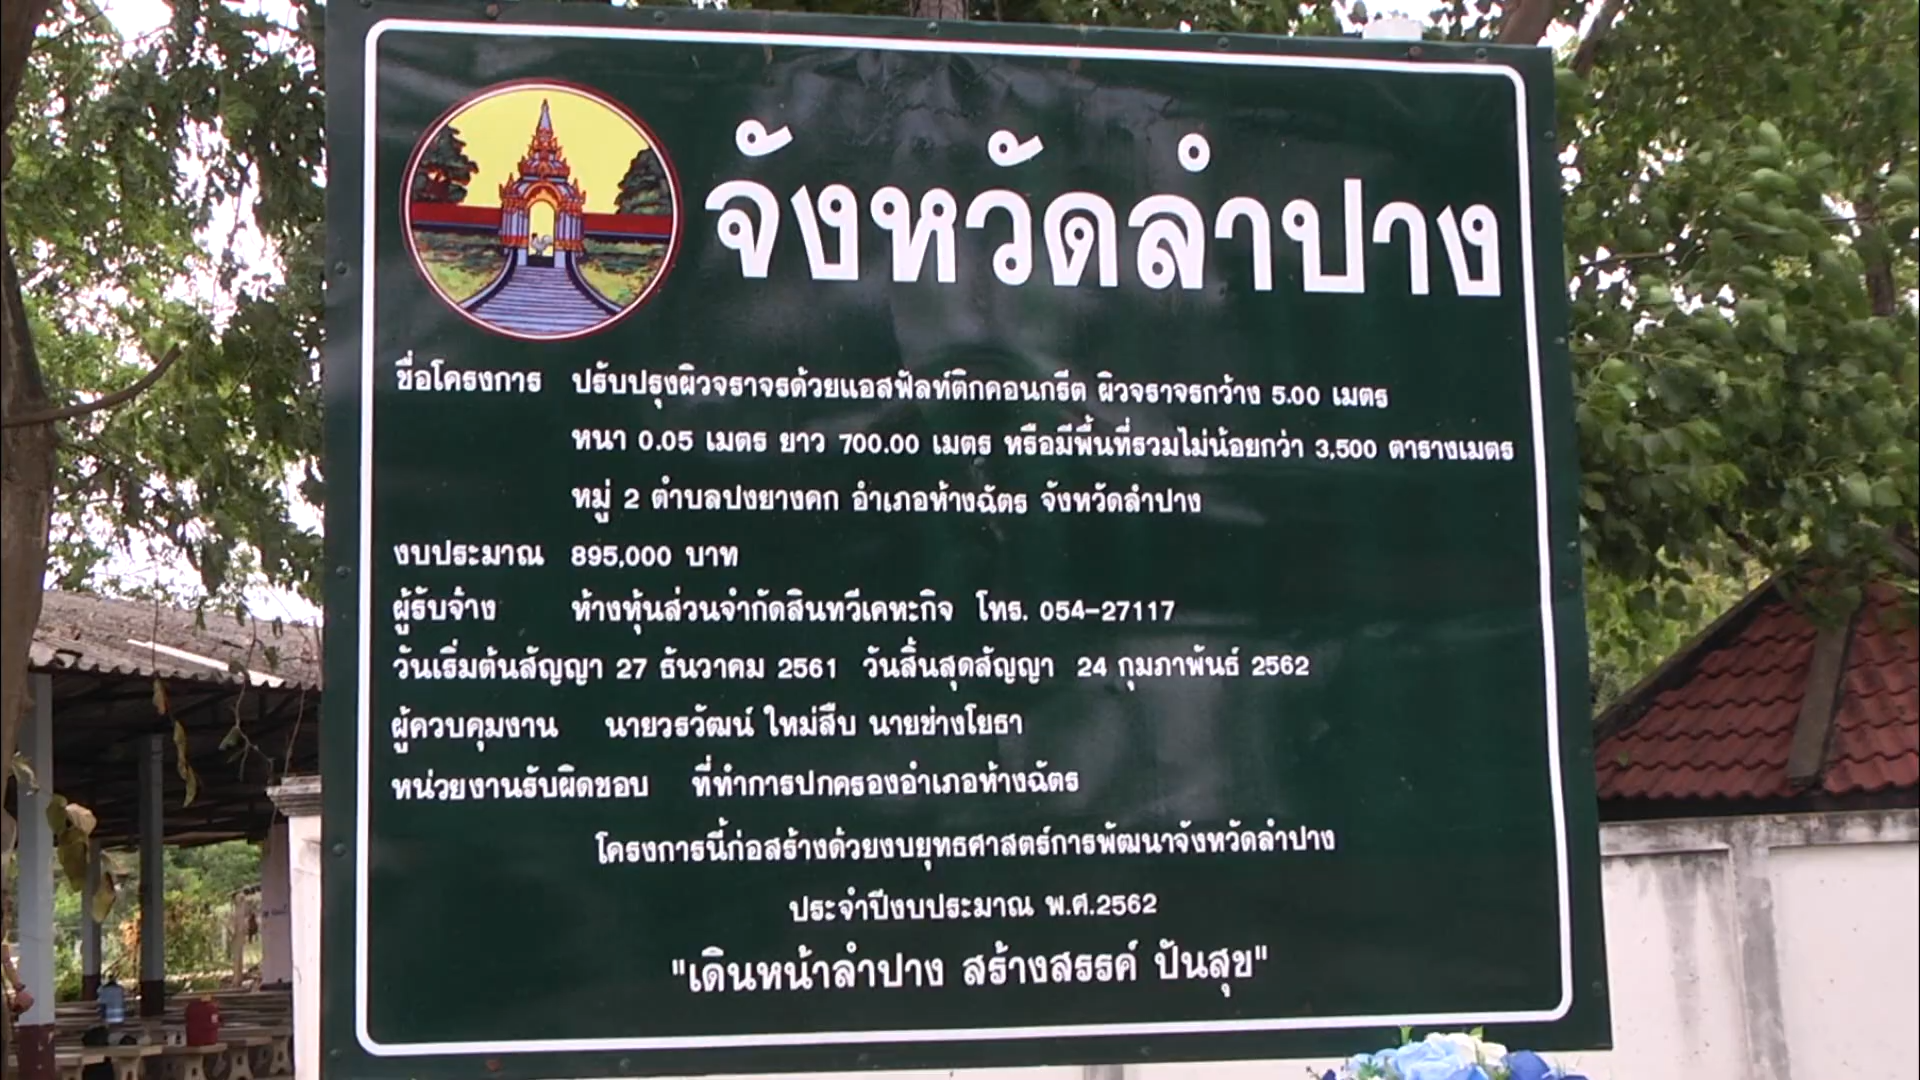 จังหวัดลำปาง
ชื่อโครงการ ปรับปรุงผิวจราจรด้วยแอสฟัลท์ติกคอนกรีต ผิวจราจรกว้าง 5.00 เมตร
หนา 0.05 เมตร ยาว 700.00 เมตร หรือมีพื้นที่รวมไม่น้อยกว่า 3,500 ตารางเมตร
หมู่ 2 ตำบลปงยางคก อำเภอห้างฉัตร จังหวัดลำปาง
งบประมาณ 895,000 บาท
ผู้รับจ้าง ห้างหุ้นส่วนจำกัดสินทวีเคหะกิจ โทร. 054-27117
วันเริ่มต้นสัญญา 27 ธันวาคม 2561 วันสิ้นสุดสัญญา 24 กุมภาพันธ์ 2562
ผู้ควบคุมงาน นายวรวัฒน์ ใหม่สืบ นายช่างโยธา
หน่วยงานรับผิดชอบ ที่ทำการปกครองอำเภอห้างฉัตร
โครงการนี้ก่อสร้างด้วยงบยุทธศาสตร์การพัฒนาจังหวัดลำปาง
ประจำปีงบประมาณ พ.ศ.2562
"เดินหน้าลำปาง สร้างสรรค์ ปันสุข"